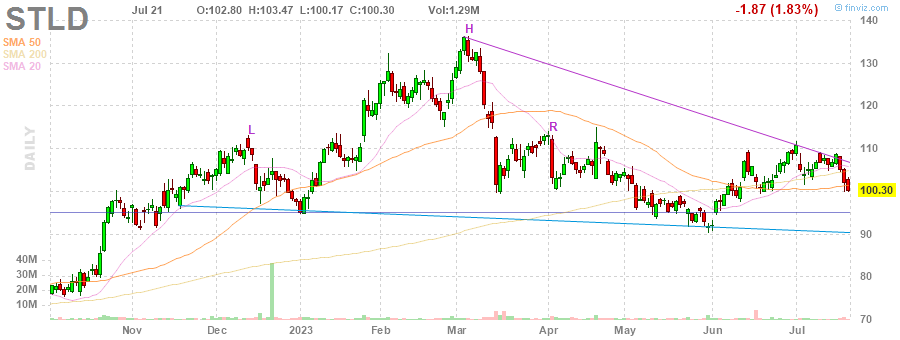 STLD Jul 21 O:102.80 H:103.47 L:100.17 C:100.30 Vol:1.29M -1.87 (1.83%) © finviz.com
SMA 50
SMA 200
SMA 20
DAILY
H
L
R
140
130
120
110
100.30
90
80
70
40M
30M
20M
10M
Nov Dec 2023 Feb Mar Apr May Jun Jul